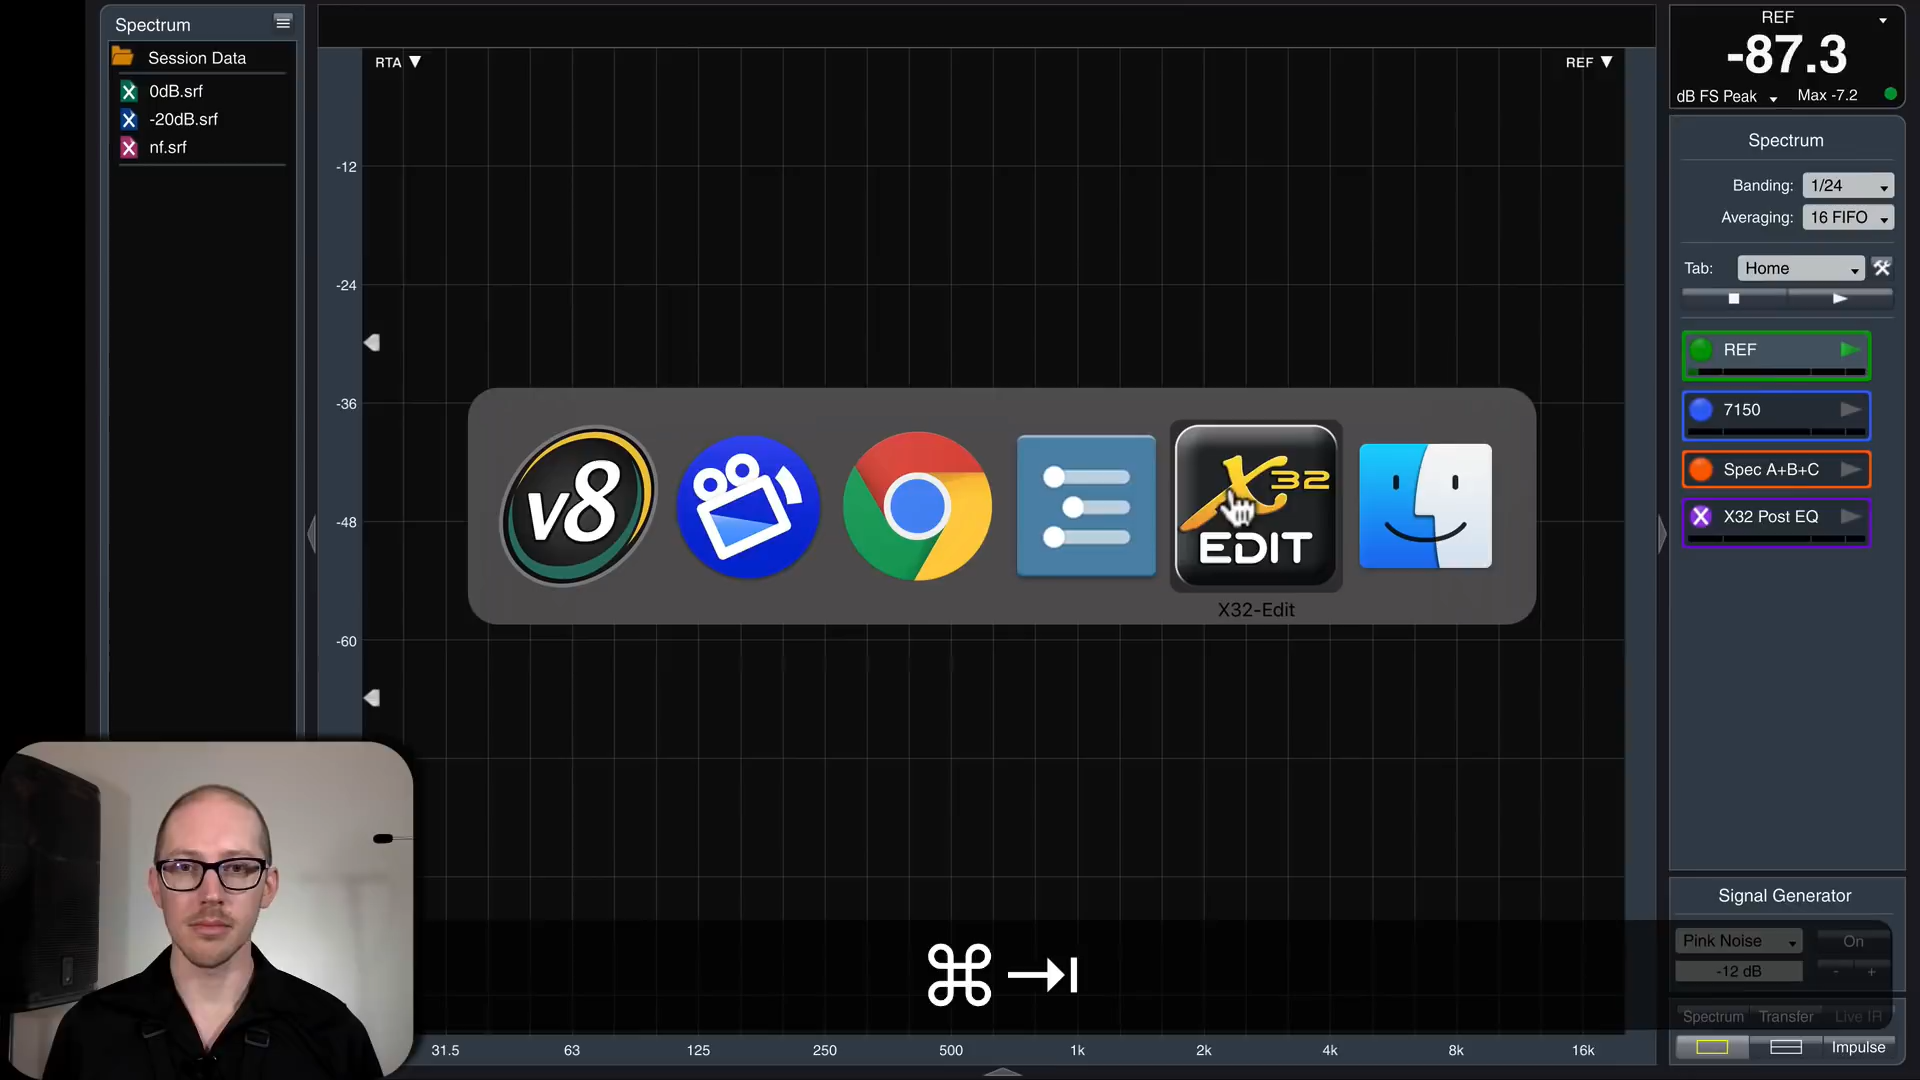 Spectrum
Session Data
0dB.srf
-20dB.srf
nf.srf
RTA
REF
-12
-24
-36
-48
-60
v8
X32
EDIT
X32-Edit
31.5
63
125
250
500
1k
2k
4k
8k
16k
REF
-87.3
dB FS Peak
Max -7.2
Spectrum
Banding:
1/24
Averaging:
16 FIFO
Tab:
Home
REF
7150
Spec A+B+C
X32 Post EQ
Signal Generator
Pink Noise
On
-12 dB
- +
Spectrum
Transfer
Live IR
Impulse